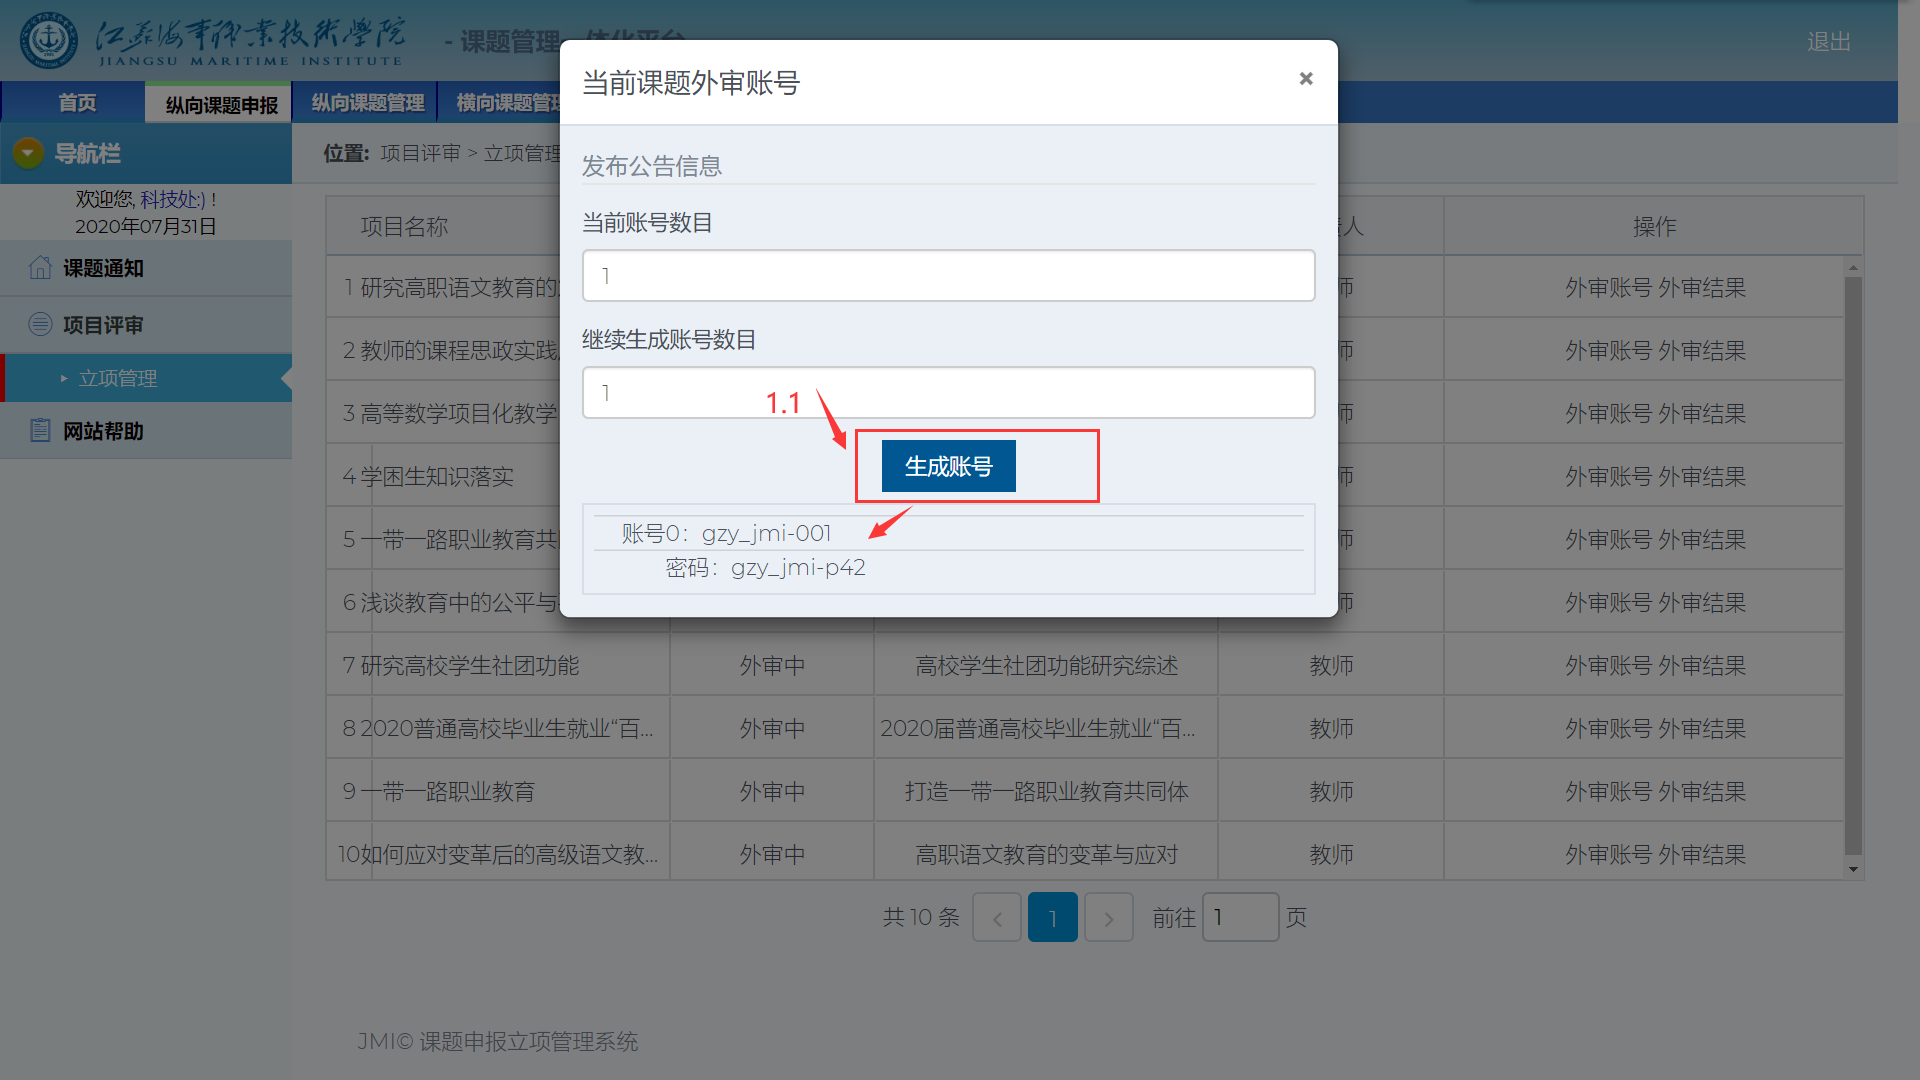 江苏海事职业技术学院
JIANGSU MARITIME INSTITUTE
- 课题管理一体化平台
退出
首页
纵向课题申报
纵向课题管理
横向课题管理
导航栏
欢迎您, 科技处:) !
2020年07月31日
课题通知
项目评审
立项管理
网站帮助
位置: 项目评审 > 立项管理
当前课题外审账号
×
发布公告信息
当前账号数目
1
继续生成账号数目
1
1.1
生成账号
账号0：gzy_jmi-001
密码：gzy_jmi-p42
项目名称 人 操作
1 研究高职语文教育的 师 外审账号 外审结果
2 教师的课程思政实践 师 外审账号 外审结果
3 高等数学项目化教学 师 外审账号 外审结果
4 学困生知识落实 师 外审账号 外审结果
5 一带一路职业教育共 师 外审账号 外审结果
6 浅谈教育中的公平与 师 外审账号 外审结果
7 研究高校学生社团功能 外审中 高校学生社团功能研究综述 教师 外审账号 外审结果
8 2020普通高校毕业生就业“百... 外审中 2020届普通高校毕业生就业“百... 教师 外审账号 外审结果
9 一带一路职业教育 外审中 打造一带一路职业教育共同体 教师 外审账号 外审结果
10 如何应对变革后的高级语文教... 外审中 高职语文教育的变革与应对 教师 外审账号 外审结果
共 10 条 < 1 > 前往 1 页
JMI© 课题申报立项管理系统